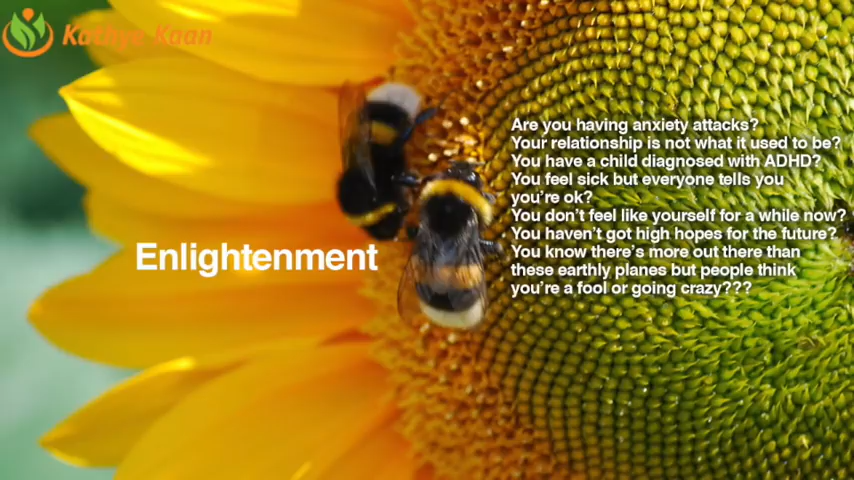 Kathye Kaan
Enlightenment
Are you having anxiety attacks?
Your relationship is not what it used to be?
You have a child diagnosed with ADHD?
You feel sick but everyone tells you
you're ok?
You don't feel like yourself for a while now?
You haven't got high hopes for the future?
You know there's more out there than
these earthly planes but people think
you're a fool or going crazy???